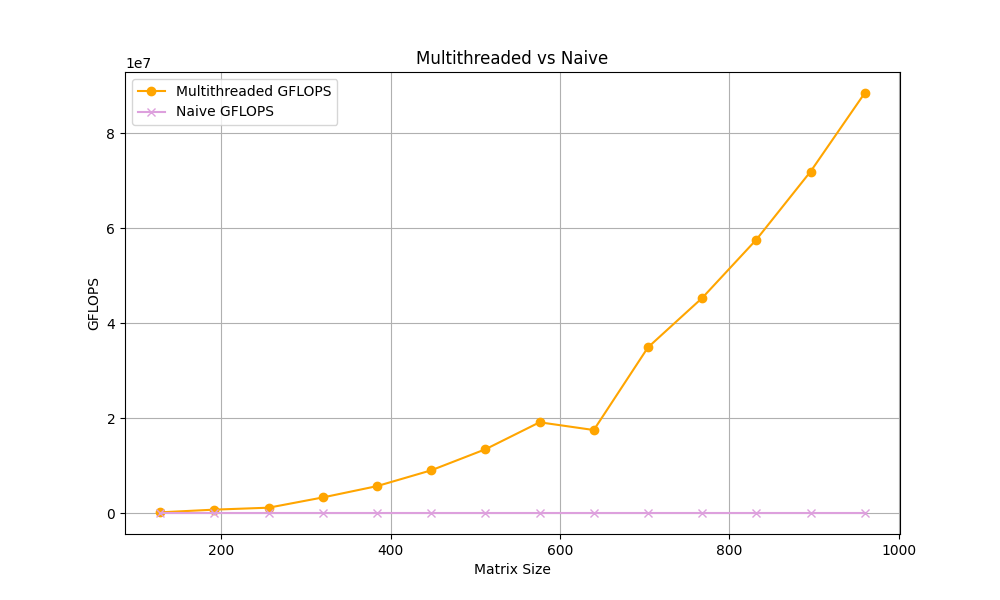 Multithreaded vs Naive
1e7
Multithreaded GFLOPS
Naive GFLOPS
8
6
4
2
0
GFLOPS
200 400 600 800 1000
Matrix Size